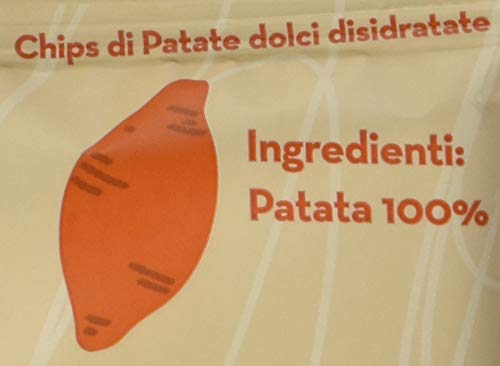 Chips di Patate dolci disidratate
Ingredienti:
Patata 100%